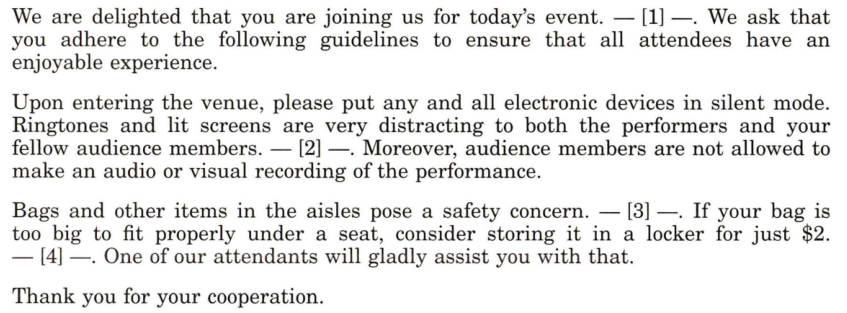 We are delighted that you are joining us for today's event. — [1] —. We ask that
you adhere to the following guidelines to ensure that all attendees have an
enjoyable experience.
Upon entering the venue, please put any and all electronic devices in silent mode.
Ringtones and lit screens are very distracting to both the performers and your
fellow audience members. — [2] —. Moreover, audience members are not allowed to
make an audio or visual recording of the performance.
Bags and other items in the aisles pose a safety concern. — [3] —. If your bag is
too big to fit properly under a seat, consider storing it in a locker for just $2.
— [4] —. One of our attendants will gladly assist you with that.
Thank you for your cooperation.